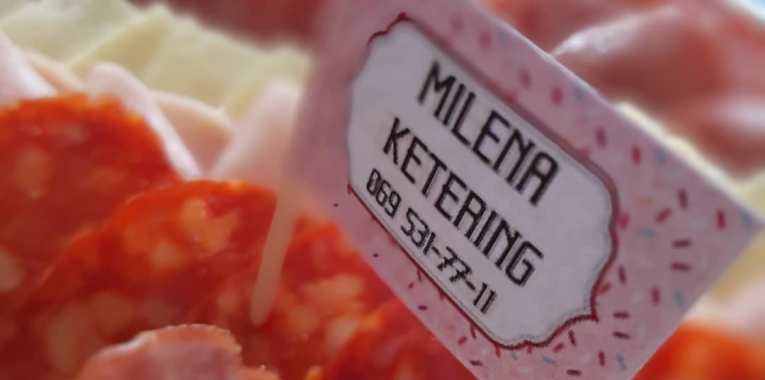 MILENA
KETERING
069 531-77-11